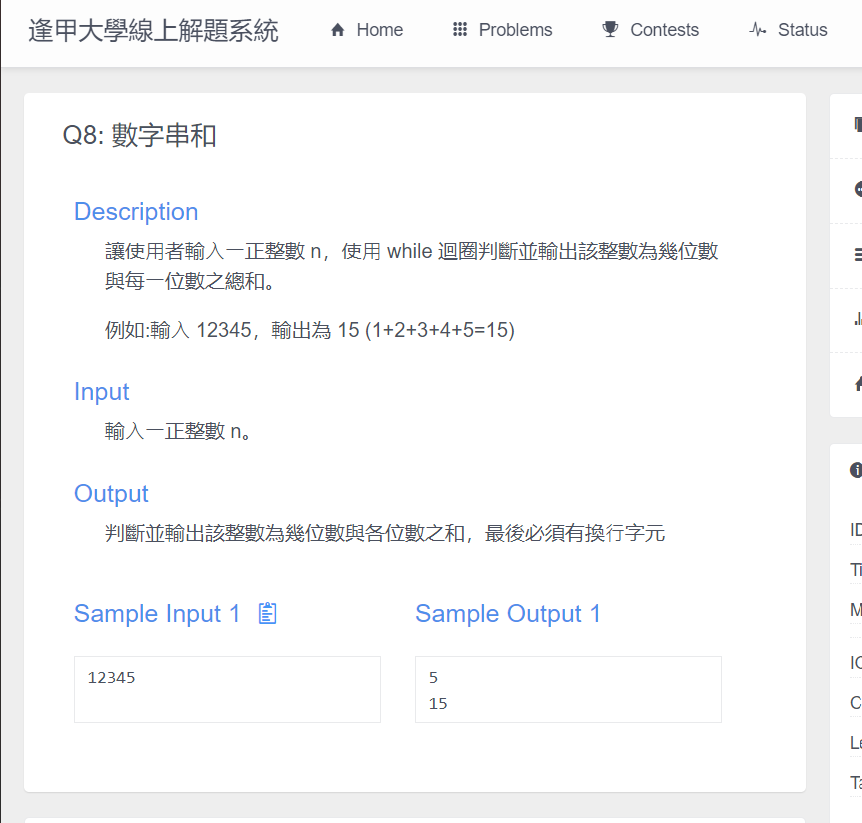 逢甲大學線上解題系統 Home Problems Contests Status
Q8: 數字串和
Description
讓使用者輸入一正整數 n，使用 while 迴圈判斷並輸出該整數為幾位數
與每一位數之總和。
例如:輸入 12345，輸出為 15 (1+2+3+4+5=15)
Input
輸入一正整數 n。
Output
判斷並輸出該整數為幾位數與各位數之和，最後必須有換行字元
Sample Input 1
12345
Sample Output 1
5
15